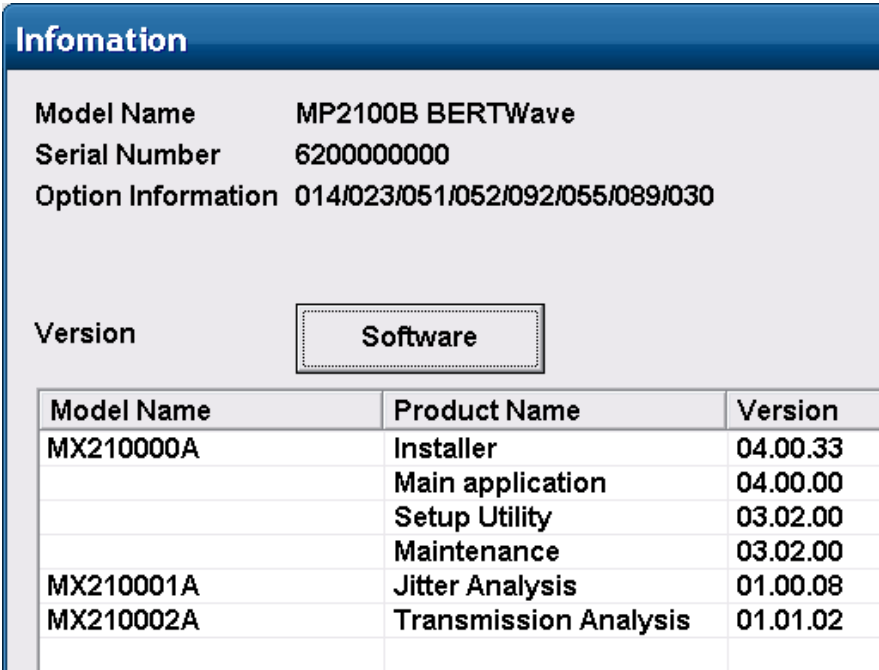 Infomation
Model Name MP2100B BERTWave
Serial Number 6200000000
Option Information 014/023/051/052/092/055/089/030
Version Software
Model Name Product Name Version
MX210000A Installer 04.00.33
Main application 04.00.00
Setup Utility 03.02.00
Maintenance 03.02.00
MX210001A Jitter Analysis 01.00.08
MX210002A Transmission Analysis 01.01.02